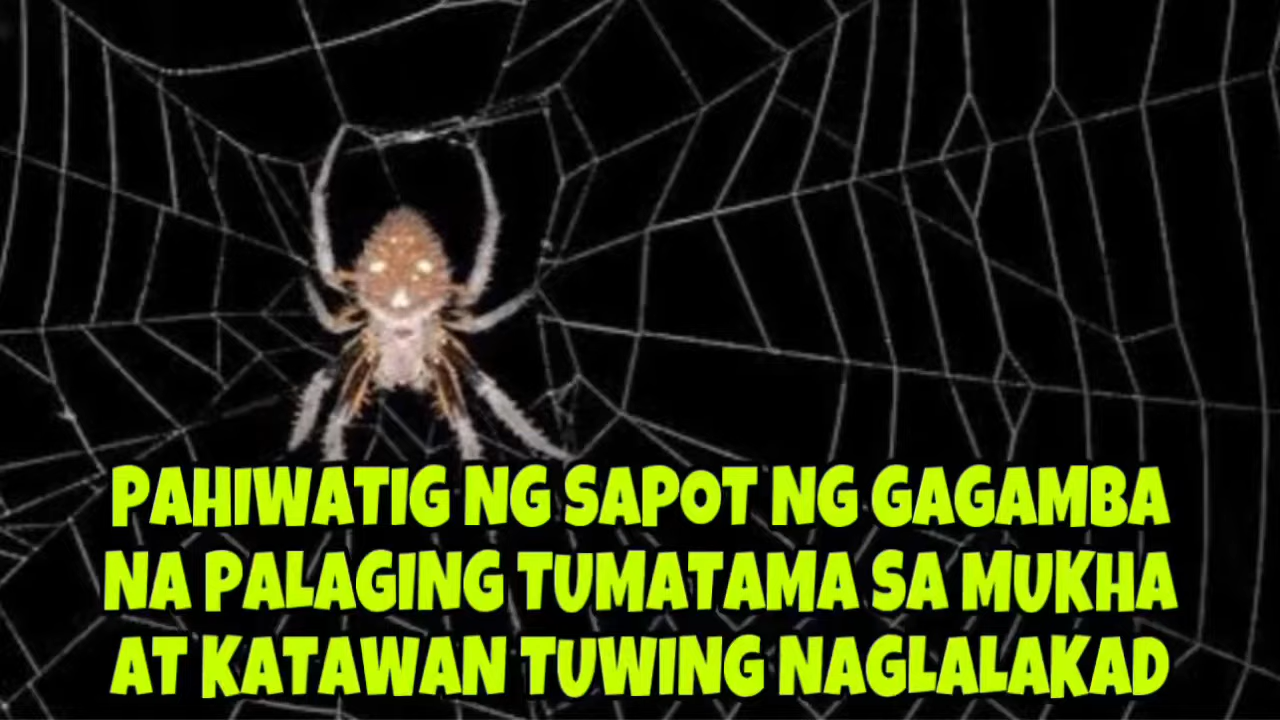 PAHIWATIG NG SAPOT NG GAGAMBA
NA PALAGING TUMATAMA SA MUKHA
AT KATAWAN TUWING NAGLALAKAD